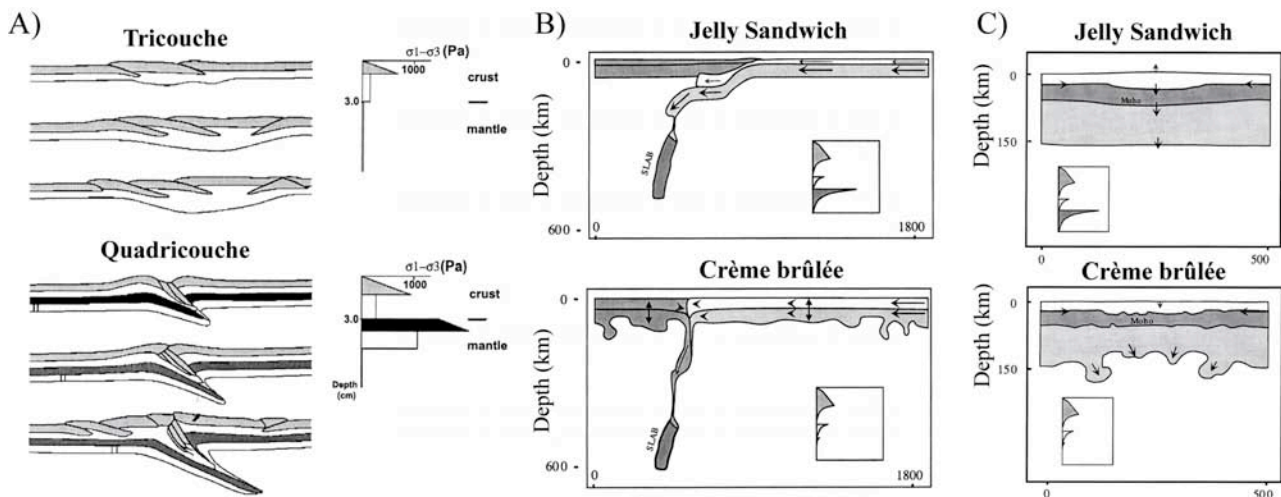 A)
Tricouche
σ1–σ3 (Pa)
1000
crust
3.0
mantle
Quadricouche
σ1–σ3 (Pa)
1000
crust
3.0
mantle
Depth
(cm)
B)
Jelly Sandwich
0
Depth (km)
SLAB
600
0
1800
Crème brûlée
0
Depth (km)
SLAB
600
0
1800
C)
Jelly Sandwich
0
Moho
Depth (km)
150
0
500
Crème brûlée
0
Moho
Depth (km)
150
0
500